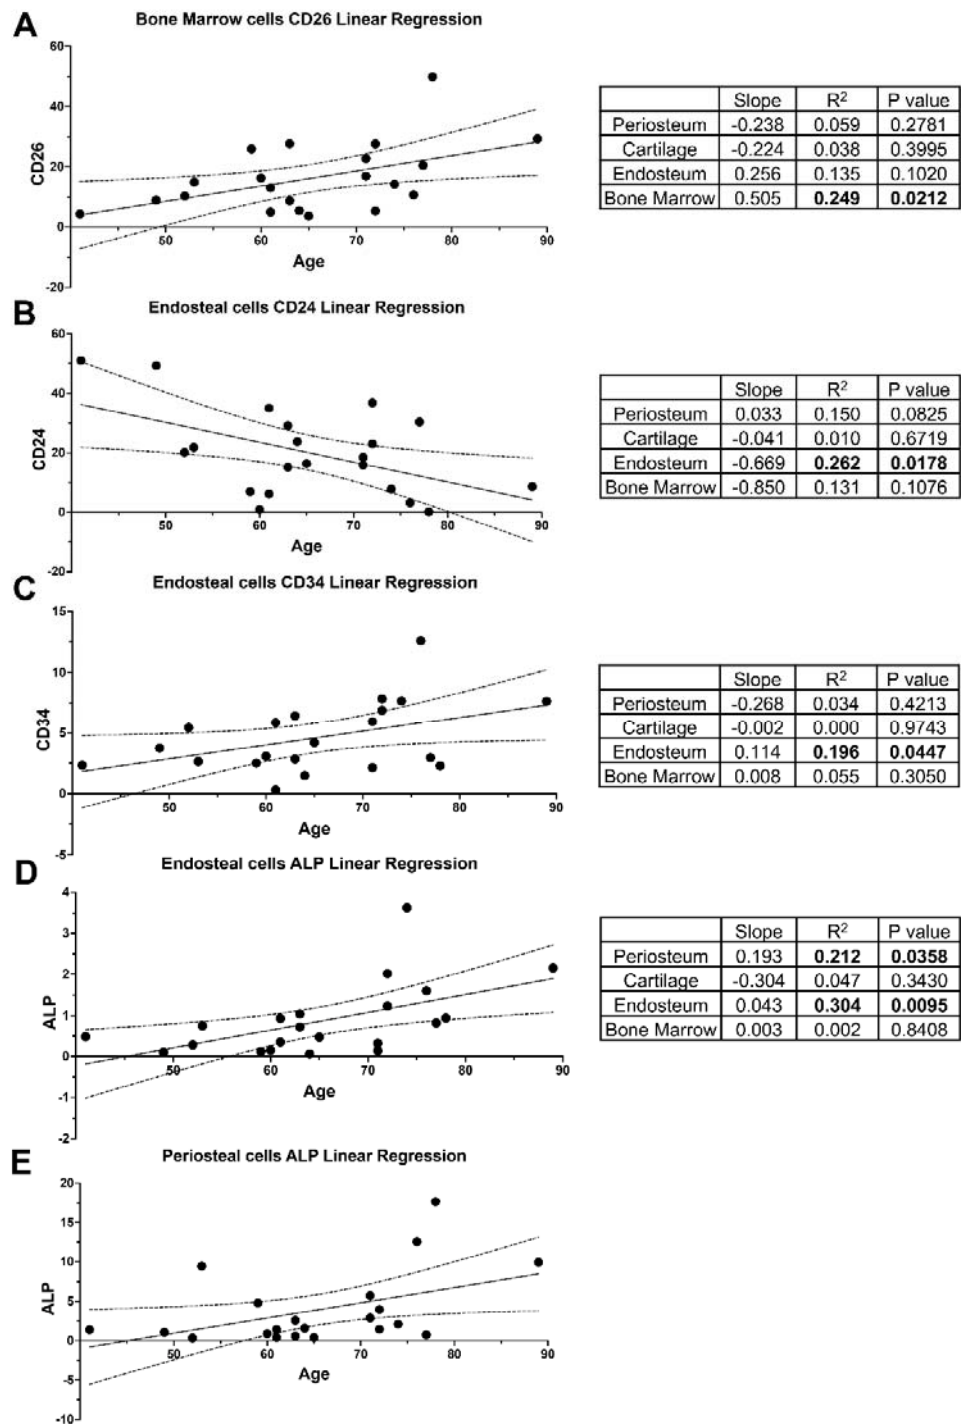 A
Bone Marrow cells CD26 Linear Regression
60
40
20
0
-20
CD26
50 60 70 80 90
Age
Slope R² P value
Periosteum -0.238 0.059 0.2781
Cartilage -0.224 0.038 0.3995
Endosteum 0.256 0.135 0.1020
Bone Marrow 0.505 0.249 0.0212
B
Endosteal cells CD24 Linear Regression
60
40
20
0
-20
CD24
50 60 70 80 90
Age
Slope R² P value
Periosteum 0.033 0.150 0.0825
Cartilage -0.041 0.010 0.6719
Endosteum -0.669 0.262 0.0178
Bone Marrow -0.850 0.131 0.1076
C
Endosteal cells CD34 Linear Regression
15
10
5
0
-5
CD34
50 60 70 80 90
Age
Slope R² P value
Periosteum -0.268 0.034 0.4213
Cartilage -0.002 0.000 0.9743
Endosteum 0.114 0.196 0.0447
Bone Marrow 0.008 0.055 0.3050
D
Endosteal cells ALP Linear Regression
4
3
2
1
0
-1
-2
ALP
50 60 70 80 90
Age
Slope R² P value
Periosteum 0.193 0.212 0.0358
Cartilage -0.304 0.047 0.3430
Endosteum 0.043 0.304 0.0095
Bone Marrow 0.003 0.002 0.8408
E
Periosteal cells ALP Linear Regression
20
15
10
5
0
-5
-10
ALP
50 60 70 80 90
Age